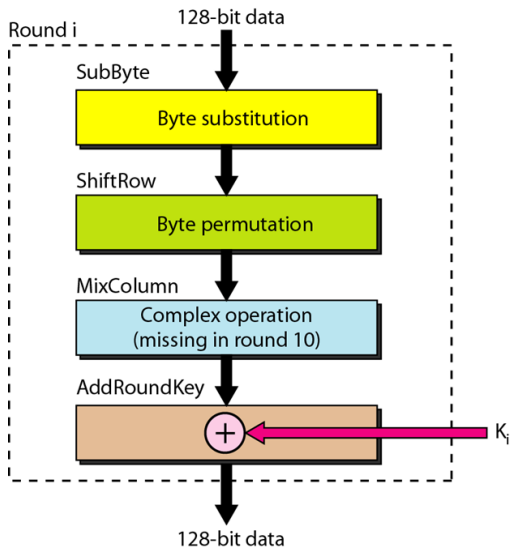 128-bit data
Round i
SubByte
Byte substitution
ShiftRow
Byte permutation
MixColumn
Complex operation
(missing in round 10)
AddRoundKey
+
Ki
128-bit data